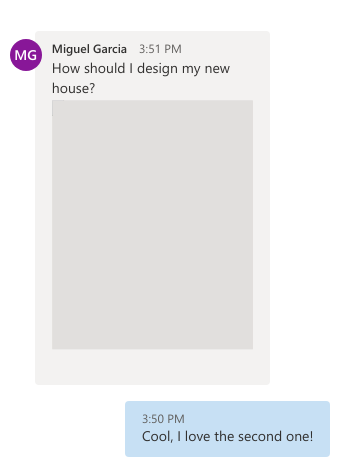 MG
Miguel Garcia 3:51 PM
How should I design my new
house?
3:50 PM
Cool, I love the second one!